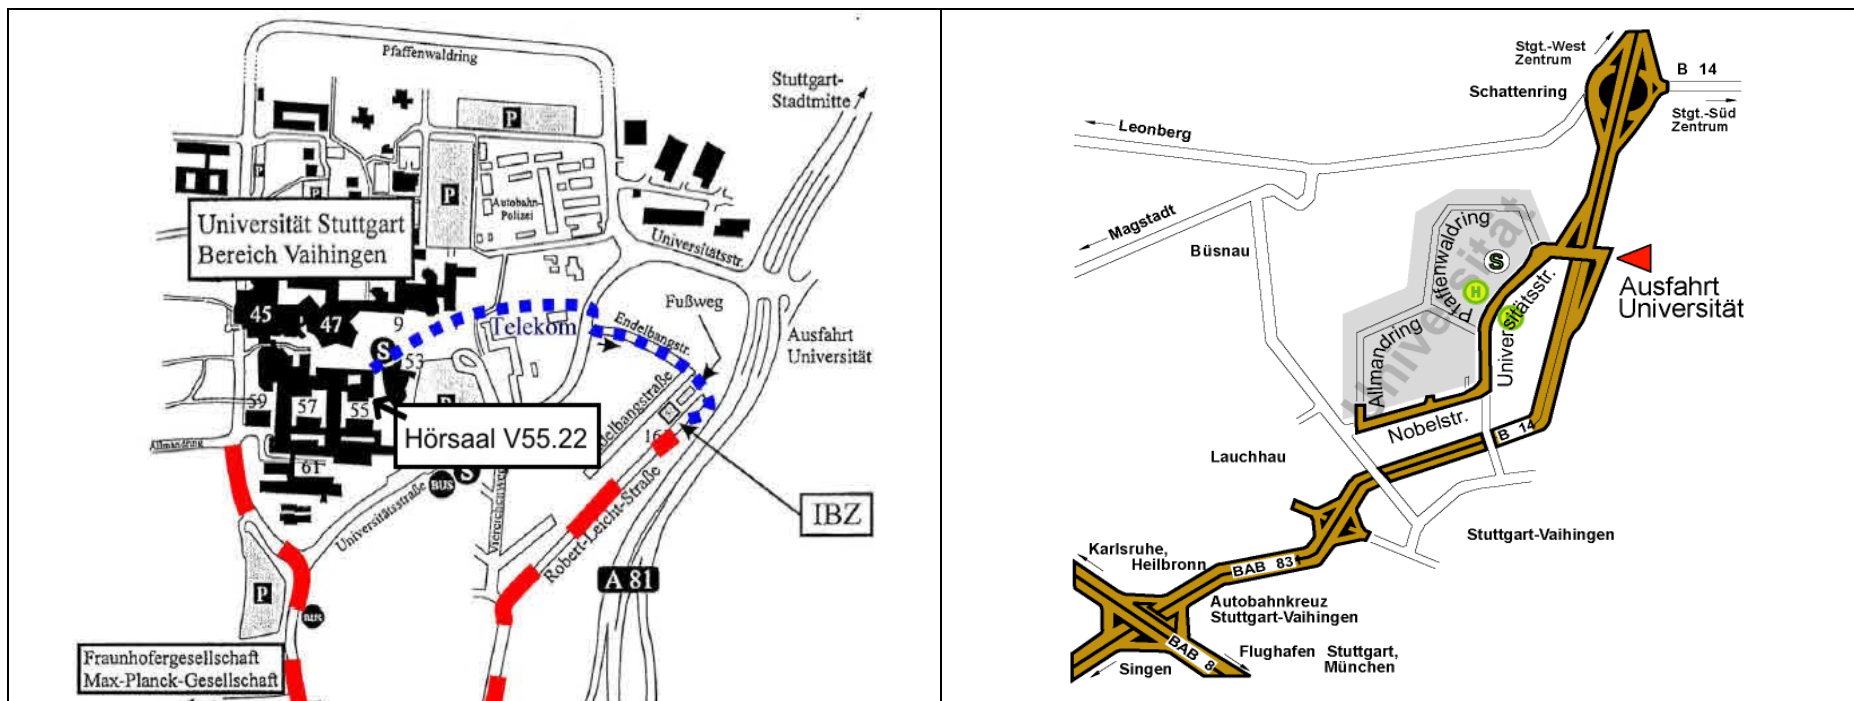 Pfaffenwaldring
Stuttgart-
Stadtmitte
P
P
P
P
Autobahn-
Polizei
Universität Stuttgart
Bereich Vaihingen
Universitätsstr.
Fußweg
45
47
9
Telekom
Endelbangstr.
Ausfahrt
Universität
S
53
59
57
55
Hörsaal V55.22
delbangstraße
16
Allmandring
61
S
BUS
Universitätsstraße
Robert-Leicht-Straße
IBZ
A 81
P
BUS
Fraunhofergesellschaft
Max-Planck-Gesellschaft
Stgt.-West
Zentrum
B 14
Schattenring
Stgt.-Süd
Zentrum
Leonberg
Magstadt
Büsnau
Universität
Pfaffenwaldring
S
H
Universitätsstr.
Allmandring
Ausfahrt
Universität
Nobelstr.
B 14
Lauchhau
Stuttgart-Vaihingen
Karlsruhe,
Heilbronn
BAB 83
Autobahnkreuz
Stuttgart-Vaihingen
BAB 8
Flughafen Stuttgart,
München
Singen